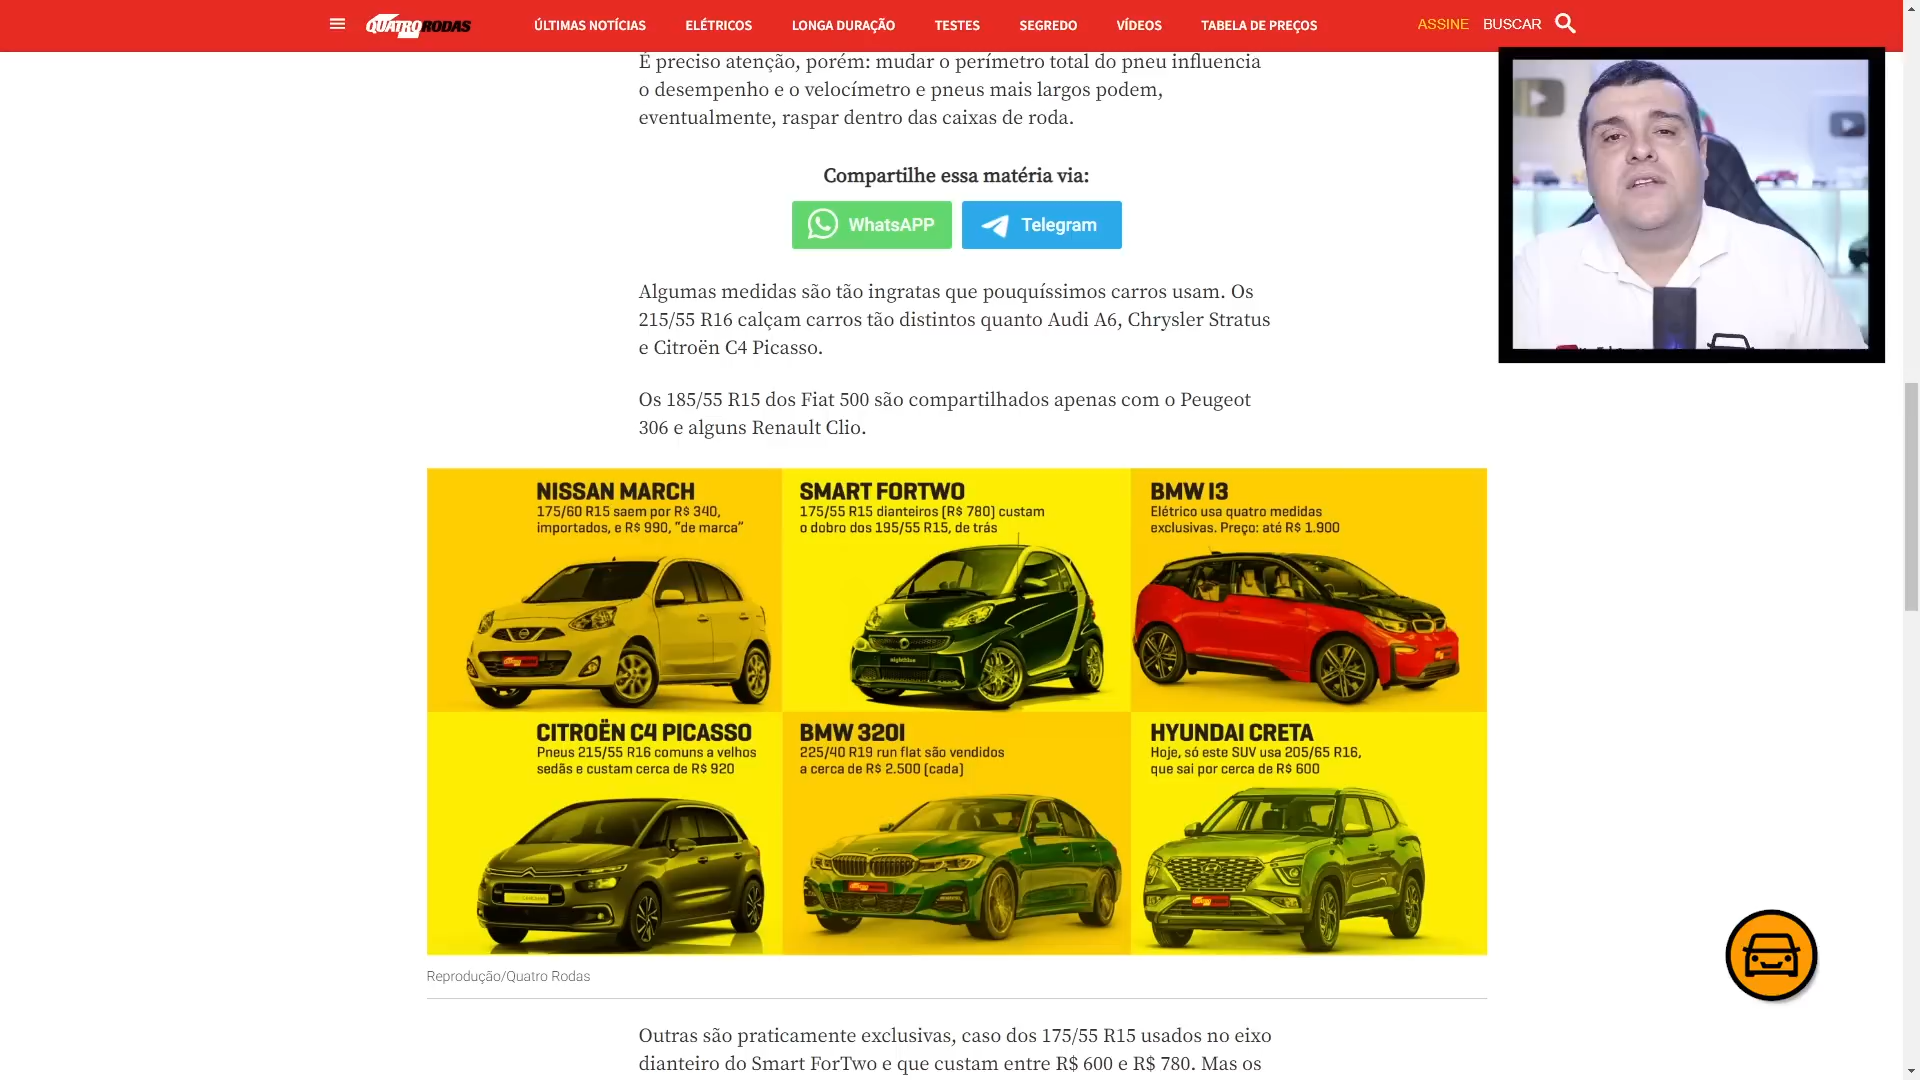 QUATRO RODAS
ÚLTIMAS NOTÍCIAS
ELÉTRICOS
LONGA DURAÇÃO
TESTES
SEGREDO
VÍDEOS
TABELA DE PREÇOS
ASSINE
BUSCAR
É preciso atenção, porém: mudar o perímetro total do pneu influencia
o desempenho e o velocímetro e pneus mais largos podem,
eventualmente, raspar dentro das caixas de roda.
Compartilhe essa matéria via:
WhatsAPP
Telegram
Algumas medidas são tão ingratas que pouquíssimos carros usam. Os
215/55 R16 calçam carros tão distintos quanto Audi A6, Chrysler Stratus
e Citroën C4 Picasso.
Os 185/55 R15 dos Fiat 500 são compartilhados apenas com o Peugeot
306 e alguns Renault Clio.
NISSAN MARCH
175/60 R15 saem por R$ 340,
importados, e R$ 990, "de marca"
SMART FORTWO
175/55 R15 dianteiros (R$ 780) custam
o dobro dos 195/55 R15, de trás
BMW I3
Elétrico usa quatro medidas
exclusivas. Preço: até R$ 1.900
CITROËN C4 PICASSO
Pneus 215/55 R16 comuns a velhos
sedãs e custam cerca de R$ 920
BMW 320I
225/40 R19 run flat são vendidos
a cerca de R$ 2.500 (cada)
HYUNDAI CRETA
Hoje, só este SUV usa 205/65 R16,
que sai por cerca de R$ 600
Reprodução/Quatro Rodas
Outras são praticamente exclusivas, caso dos 175/55 R15 usados no eixo
dianteiro do Smart ForTwo e que custam entre R$ 600 e R$ 780. Mas os